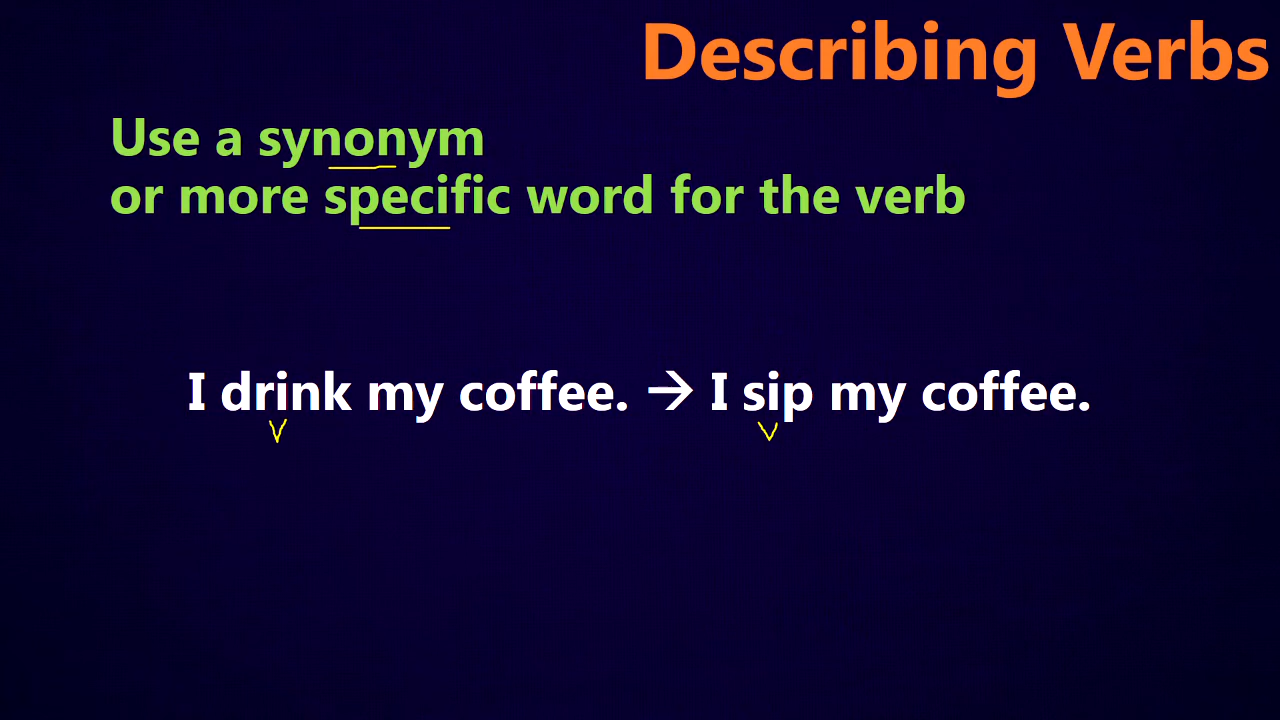 Describing Verbs
Use a synonym
or more specific word for the verb
I drink my coffee. → I sip my coffee.
V V